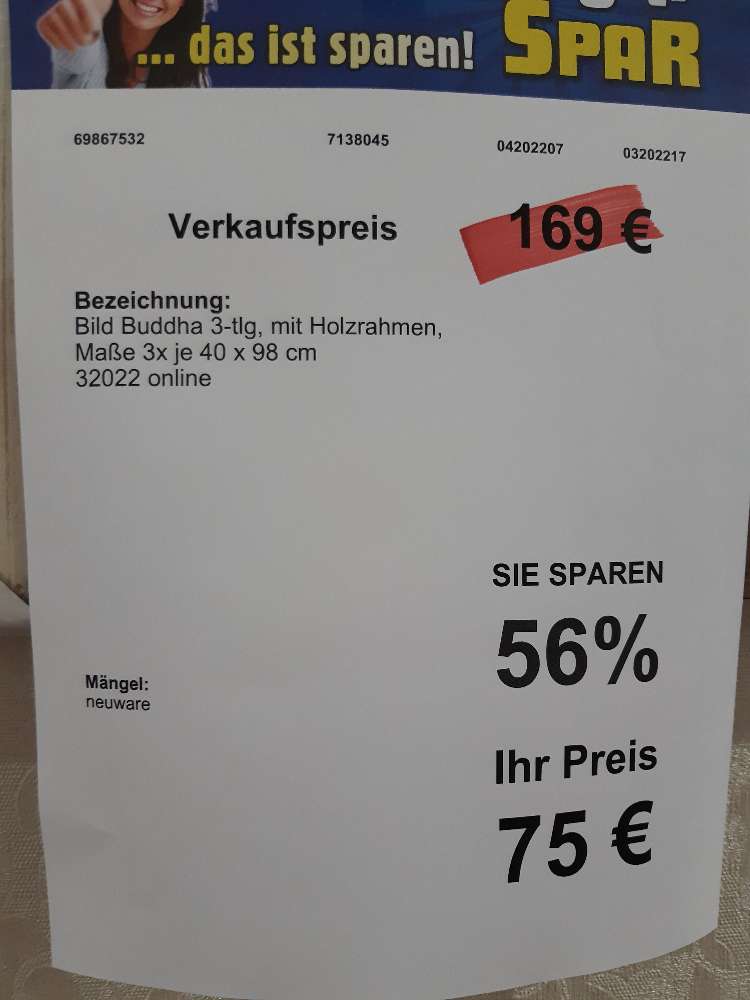 ... das ist sparen!
SPAR
69867532 7138045 04202207 03202217
Verkaufspreis 169 €
Bezeichnung:
Bild Buddha 3-tlg, mit Holzrahmen,
Maße 3x je 40 x 98 cm
32022 online
SIE SPAREN
56%
Mängel:
neuware
Ihr Preis
75 €